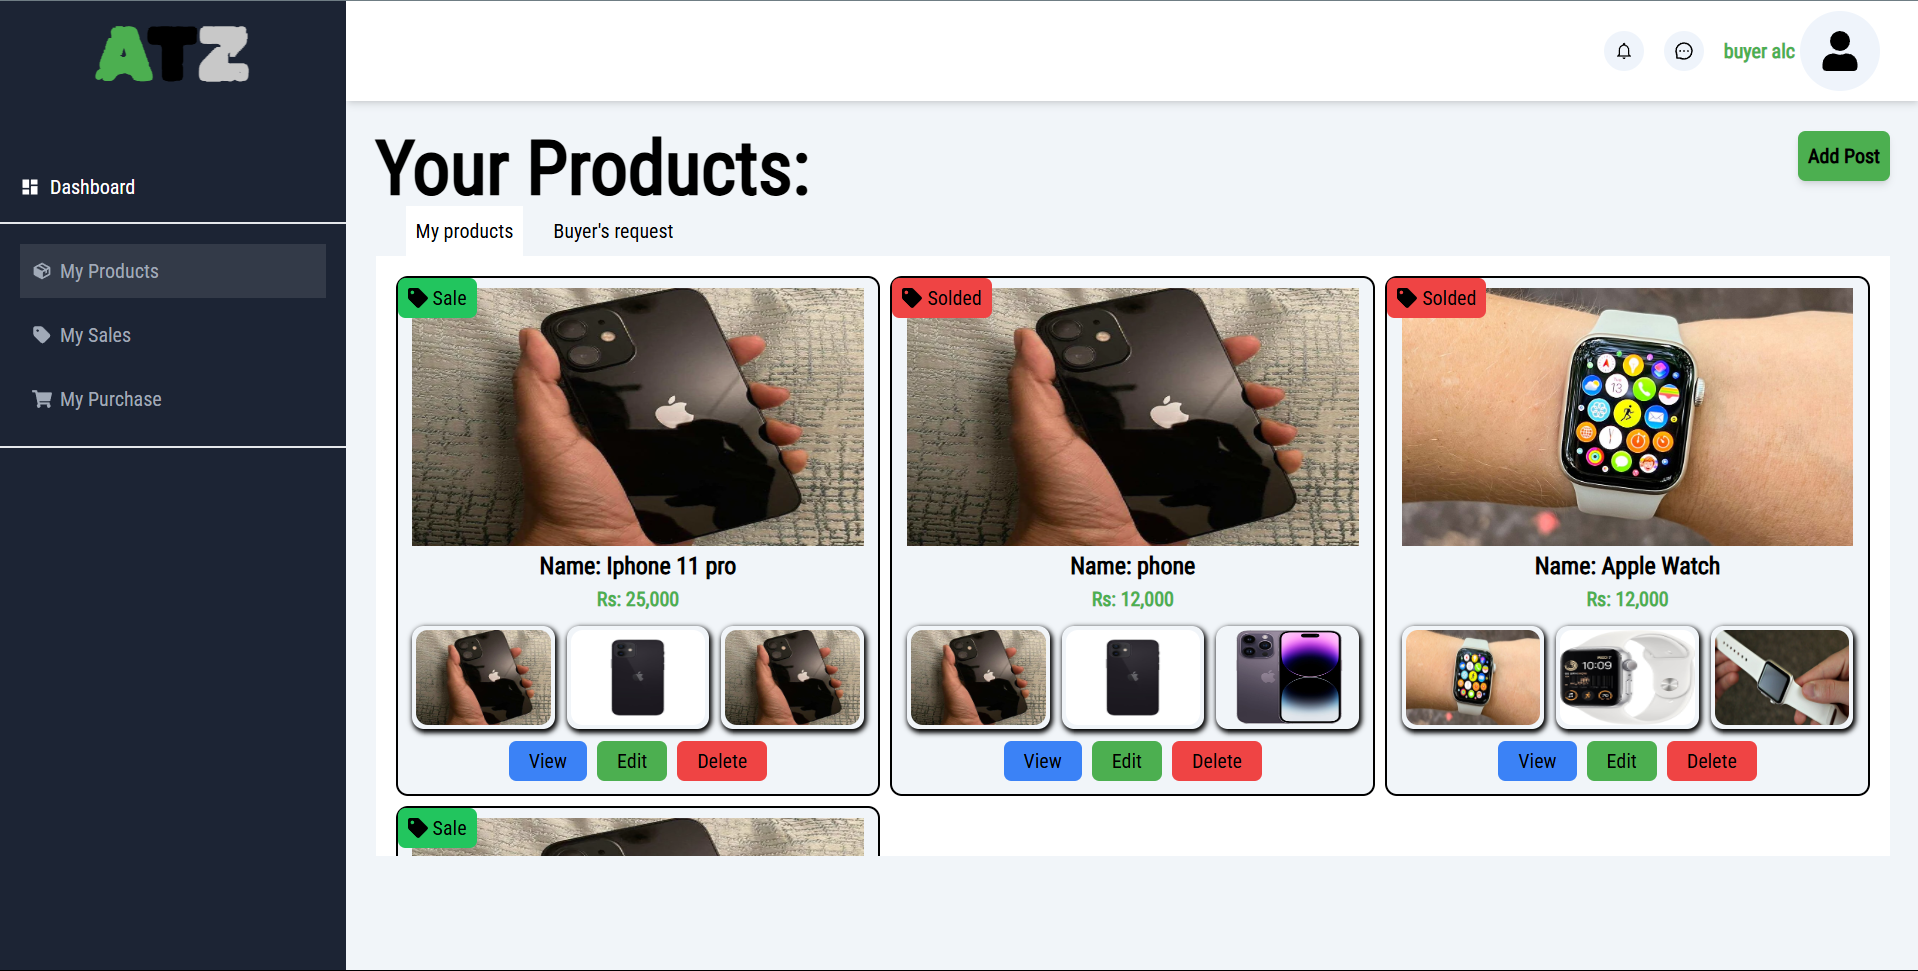 ATZ
buyer alc
Dashboard
My Products
My Sales
My Purchase
Your Products:
Add Post
My products
Buyer's request
Sale
Name: Iphone 11 pro
Rs: 25,000
View
Edit
Delete
Solded
Name: phone
Rs: 12,000
View
Edit
Delete
Solded
Name: Apple Watch
Rs: 12,000
10:09
View
Edit
Delete
Sale